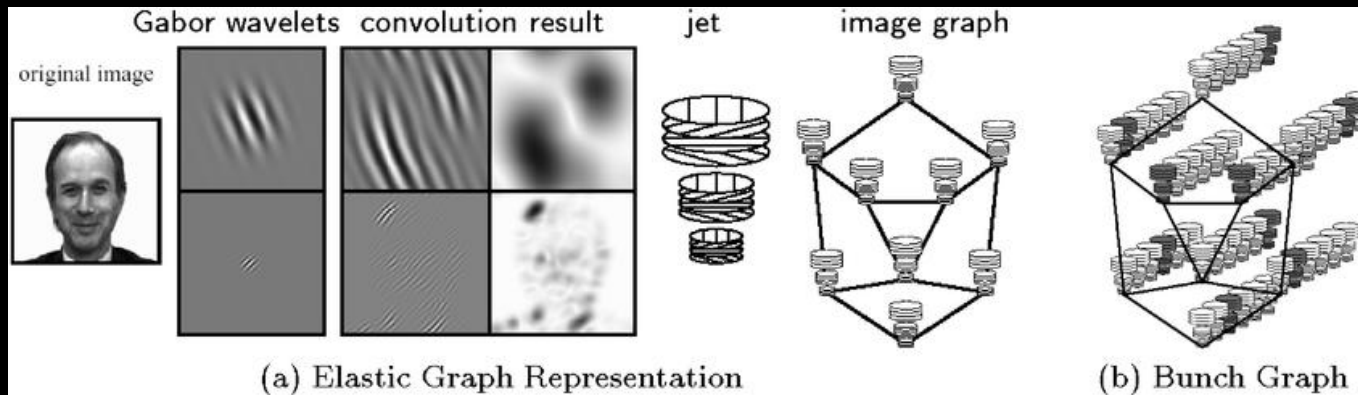 Gabor wavelets convolution result jet image graph
original image
(a) Elastic Graph Representation (b) Bunch Graph